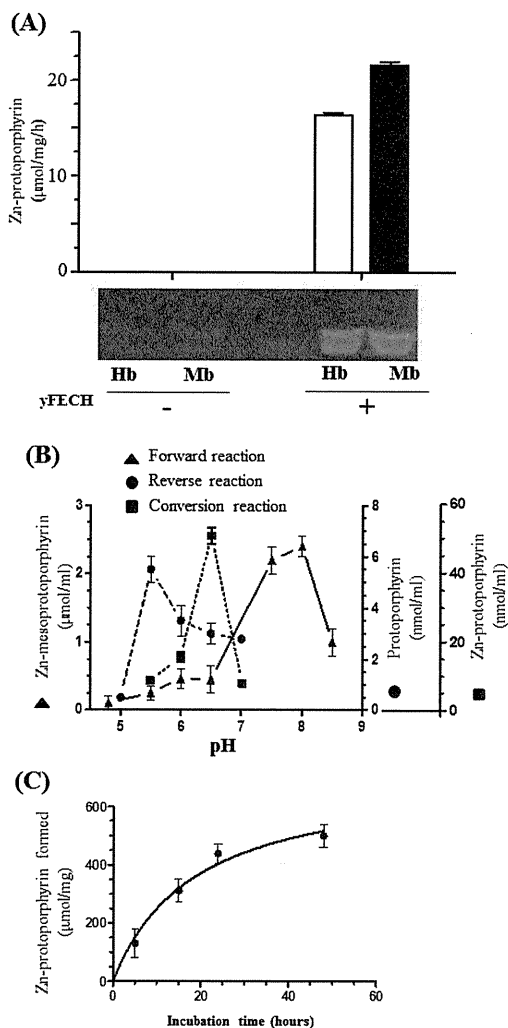 (A)
Zn-protoporphyrin
(μmol/mg/h)
20
10
0
Hb Mb Hb Mb
yFECH - +
(B)
▲ Forward reaction
● Reverse reaction
■ Conversion reaction
Zn-mesoprotoporphyrin
(μmol/ml)
3
2
1
0
5 6 7 8 9
pH
8
6
4
2
0
Protoporphyrin
(nmol/ml)
60
40
20
0
Zn-protoporphyrin
(nmol/ml)
(C)
Zn-protoporphyrin formed
(μmol/mg)
600
400
200
0
0 20 40 60
Incubation time (hours)